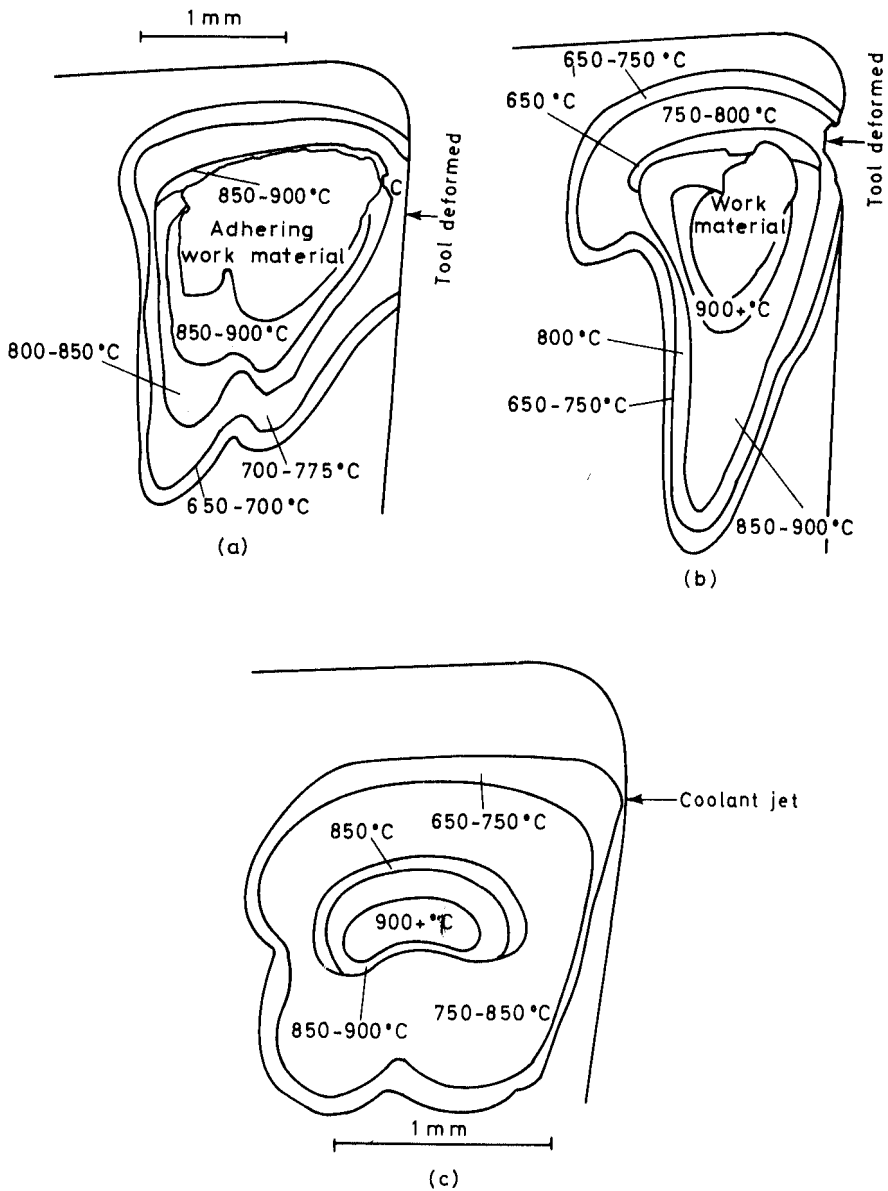 1 mm
850-900°C
C
Adhering
work material
Tool deformed
850-900°C
800-850°C
700-775°C
650-700°C
(a)
650-750°C
650°C
750-800°C
Tool deformed
Work
material
900+°C
800°C
650-750°C
850-900°C
(b)
Coolant jet
650-750°C
850°C
900+°C
850-900°C
750-850°C
1 mm
(c)